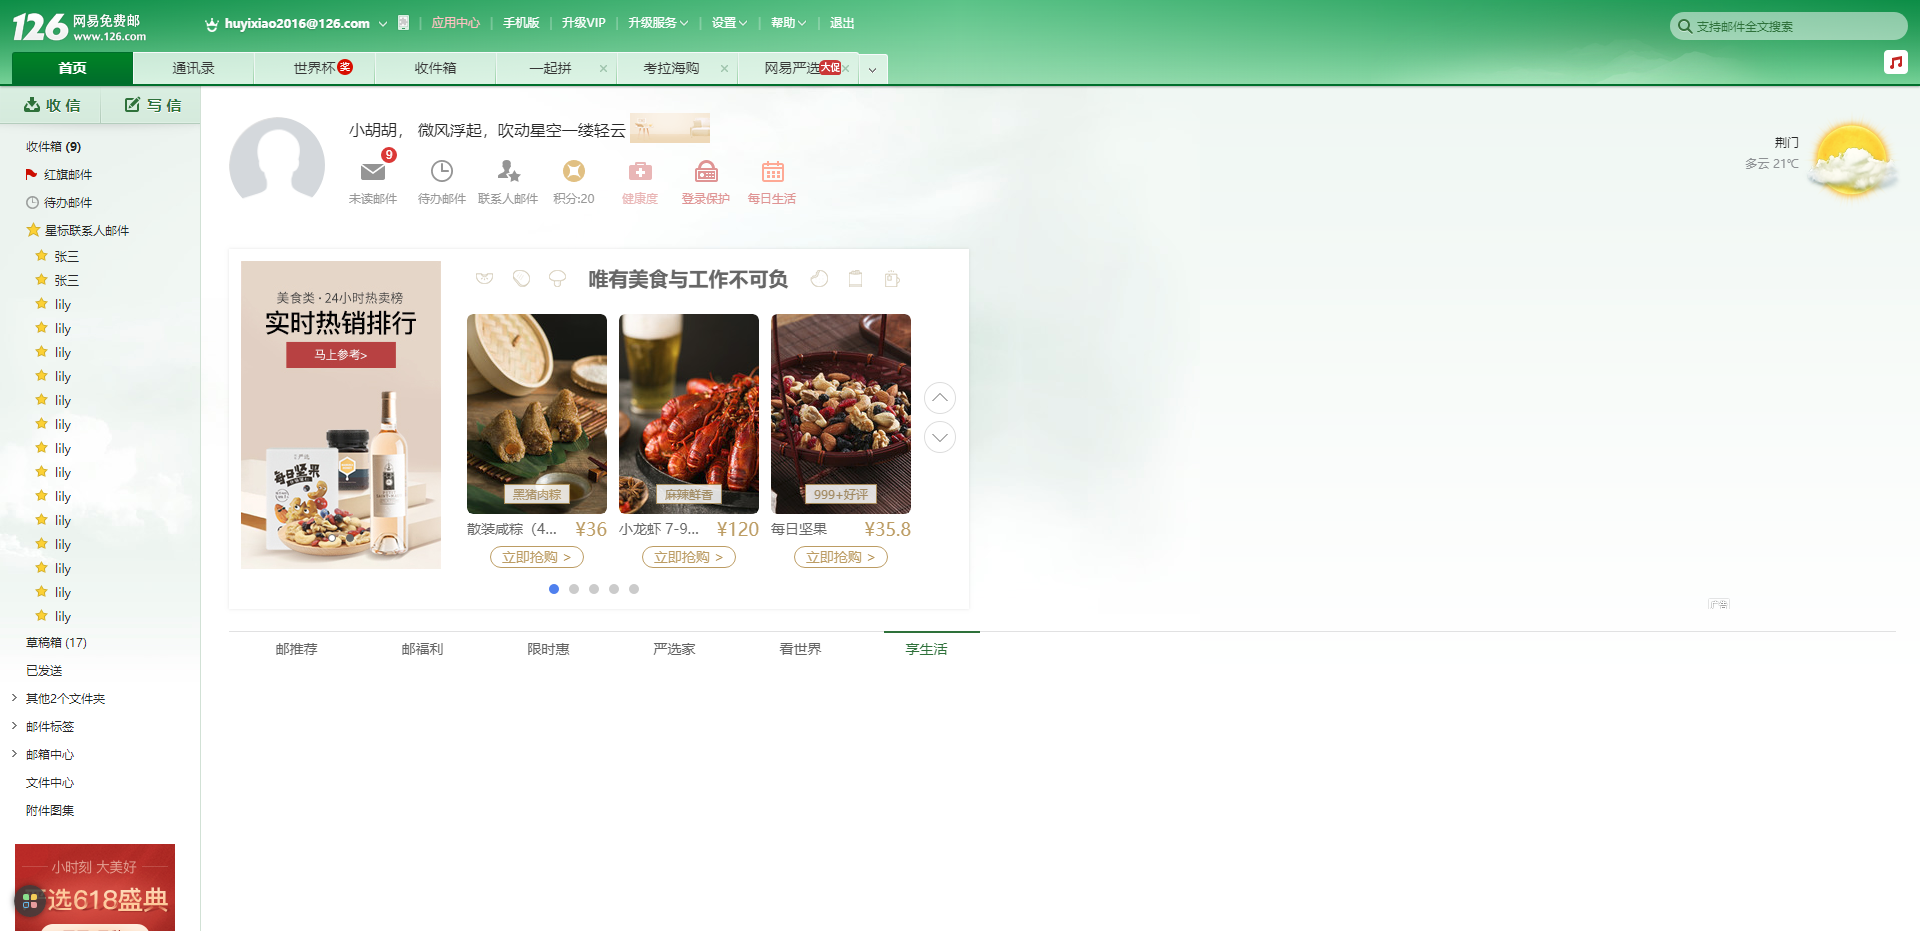 126 网易免费邮
www.126.com
huyixiao2016@126.com
应用中心
手机版
升级VIP
升级服务
设置
帮助
退出
支持邮件全文搜索
首页
通讯录
世界杯 奖
收件箱
一起拼
考拉海购
网易严选 大促
收信
写信
收件箱 (9)
红旗邮件
待办邮件
星标联系人邮件
张三
张三
lily
lily
lily
lily
lily
lily
lily
lily
lily
lily
lily
lily
lily
lily
草稿箱 (17)
已发送
其他2个文件夹
邮件标签
邮箱中心
文件中心
附件图集
小时刻 大美好
选618盛典
小胡胡， 微风浮起，吹动星空一缕轻云
9
未读邮件
待办邮件
联系人邮件
积分:20
健康度
登录保护
每日生活
荆门
多云 21℃
美食类 · 24小时热卖榜
实时热销排行
马上参考>
每日坚果
唯有美食与工作不可负
黑猪肉粽
麻辣鲜香
999+好评
散装咸粽（4... ¥36
小龙虾 7-9... ¥120
每日坚果 ¥35.8
立即抢购 >
立即抢购 >
立即抢购 >
广告
邮推荐
邮福利
限时惠
严选家
看世界
享生活